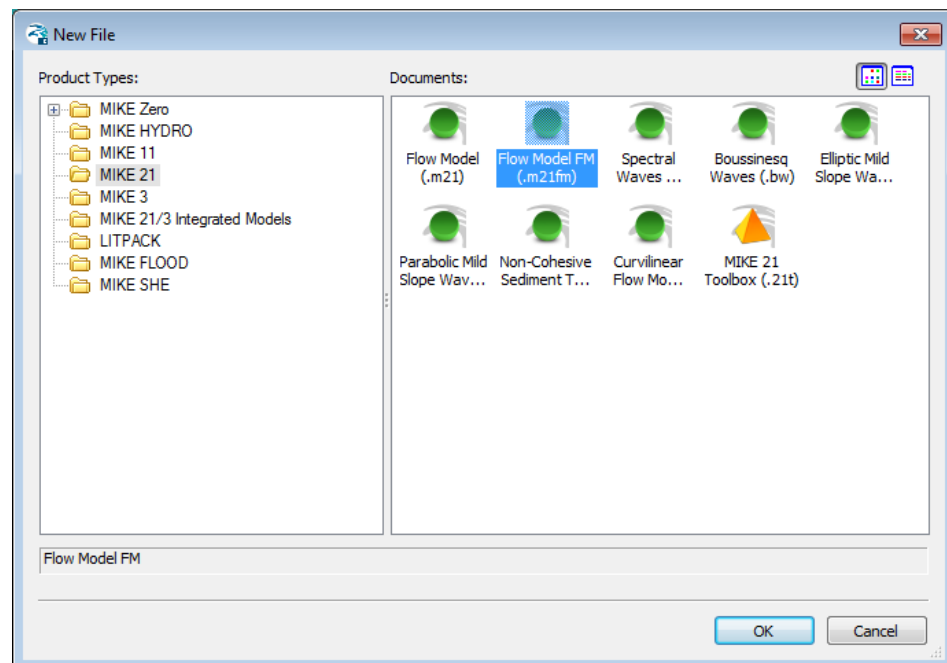 New File
Product Types:
Documents:
MIKE Zero
MIKE HYDRO
MIKE 11
MIKE 21
MIKE 3
MIKE 21/3 Integrated Models
LITPACK
MIKE FLOOD
MIKE SHE
Flow Model
(.m21)
Flow Model FM
(.m21fm)
Spectral
Waves ...
Boussinesq
Waves (.bw)
Elliptic Mild
Slope Wa...
Parabolic Mild
Slope Wav...
Non-Cohesive
Sediment T...
Curvilinear
Flow Mo...
MIKE 21
Toolbox (.21t)
Flow Model FM
OK
Cancel